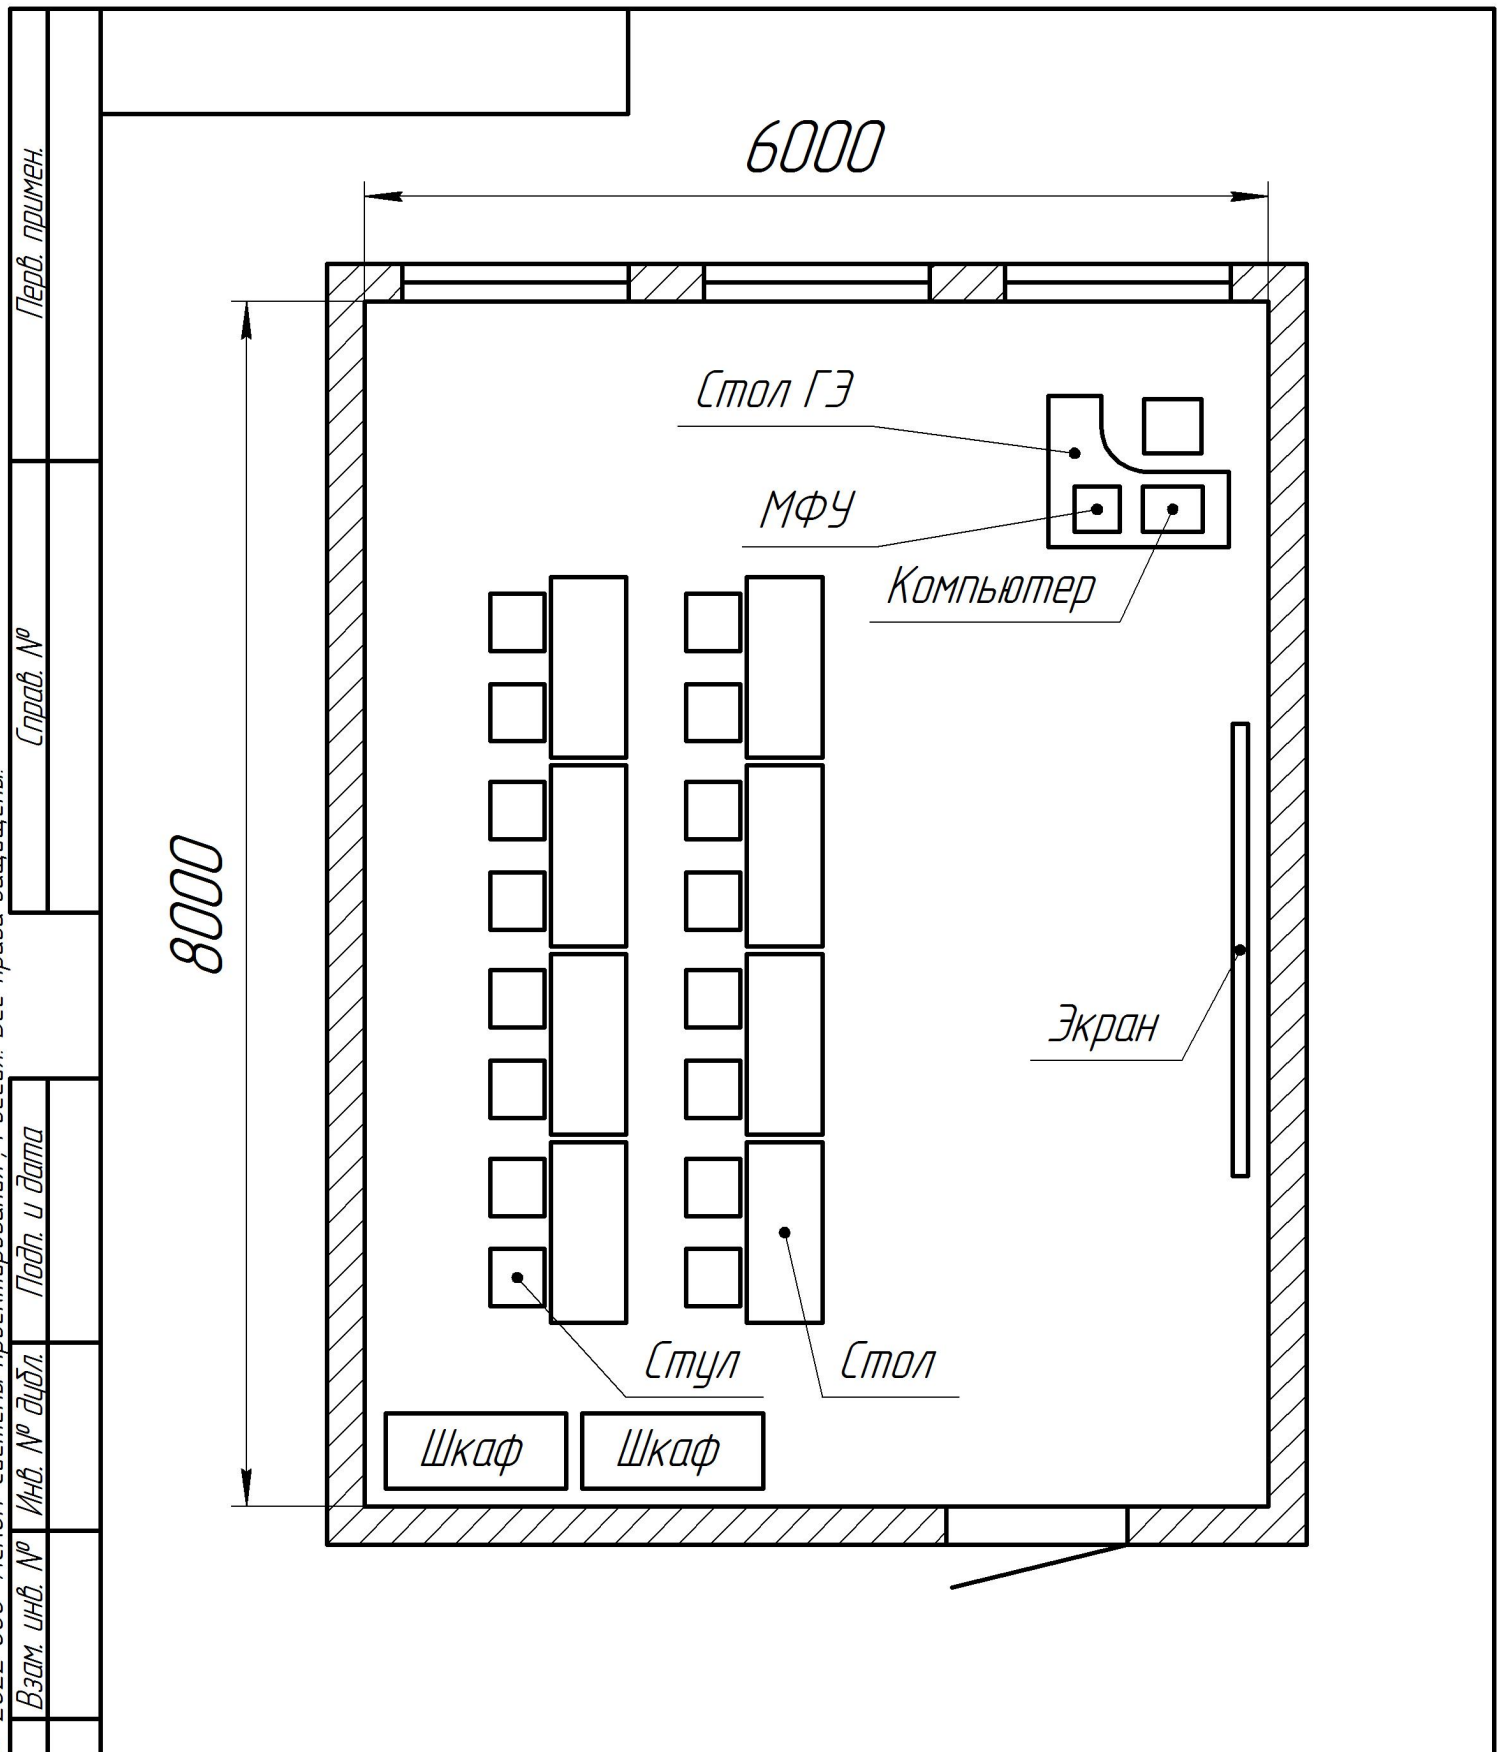 6000
Перв. примен.
Стол ГЭ
МФУ
Компьютер
Справ. №
8000
Экран
Подп. и дата
Стул
Стол
Инв. № дубл.
Шкаф
Шкаф
Взам. инв. №